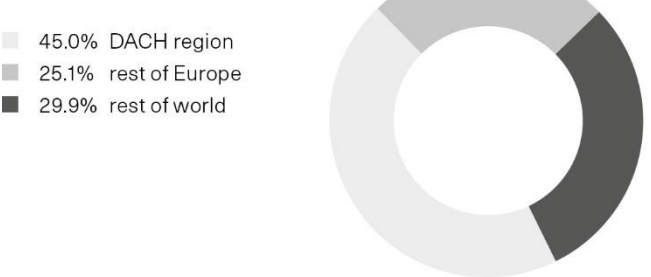 45.0% DACH region
25.1% rest of Europe
29.9% rest of world